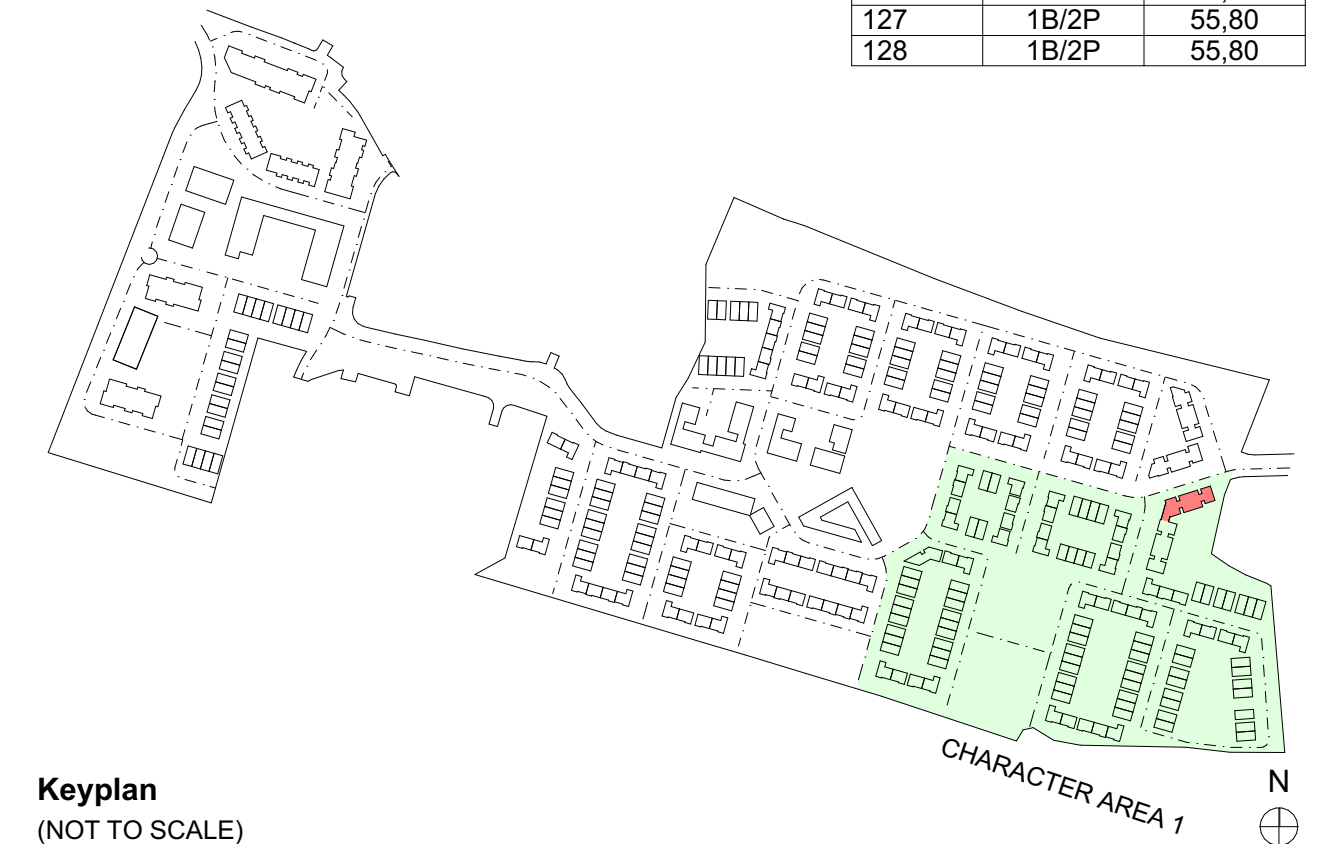 127 1B/2P 55,80
128 1B/2P 55,80
CHARACTER AREA 1
Keyplan
(NOT TO SCALE)
N